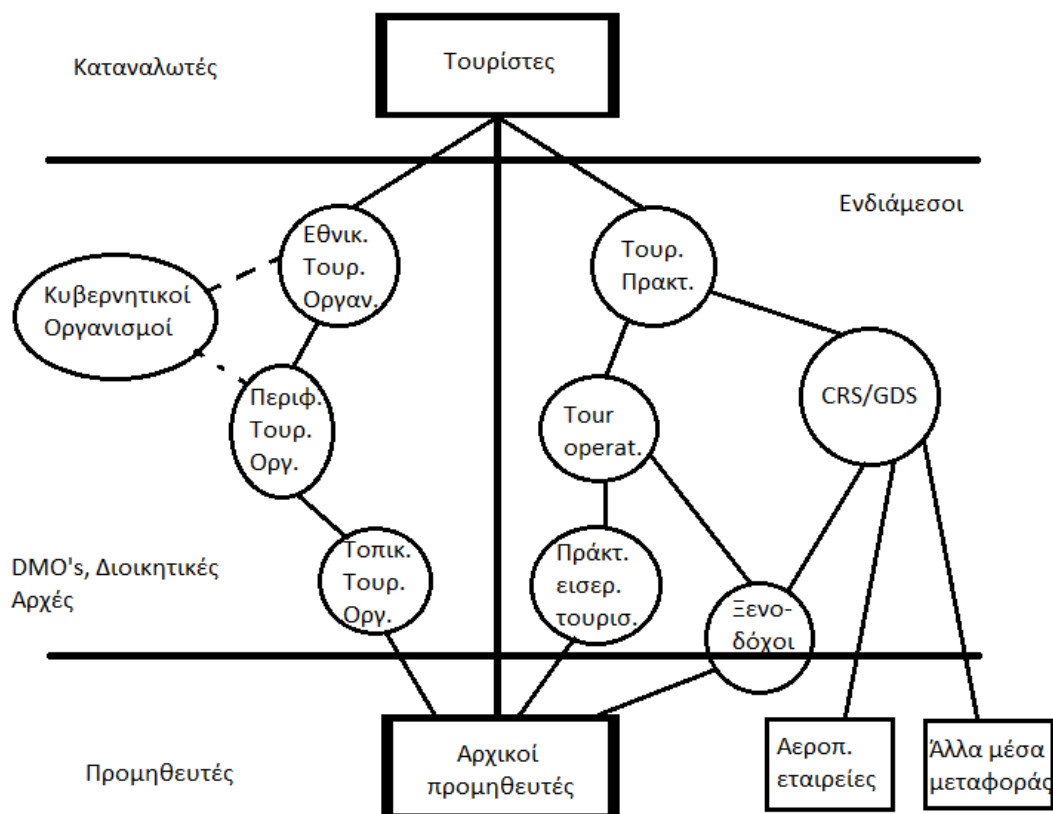 Καταναλωτές
Τουρίστες
Ενδιάμεσοι
Εθνικ.
Τουρ.
Οργαν.
Τουρ.
Πρακτ.
Κυβερνητικοί
Οργανισμοί
CRS/GDS
Περιφ.
Τουρ.
Οργ.
Tour
operat.
Τοπικ.
Τουρ.
Οργ.
Πράκτ.
εισερ.
τουρισ.
DMO's, Διοικητικές
Αρχές
Ξενο-
δόχοι
Προμηθευτές
Αρχικοί
προμηθευτές
Αεροπ.
εταιρείες
Άλλα μέσα
μεταφοράς